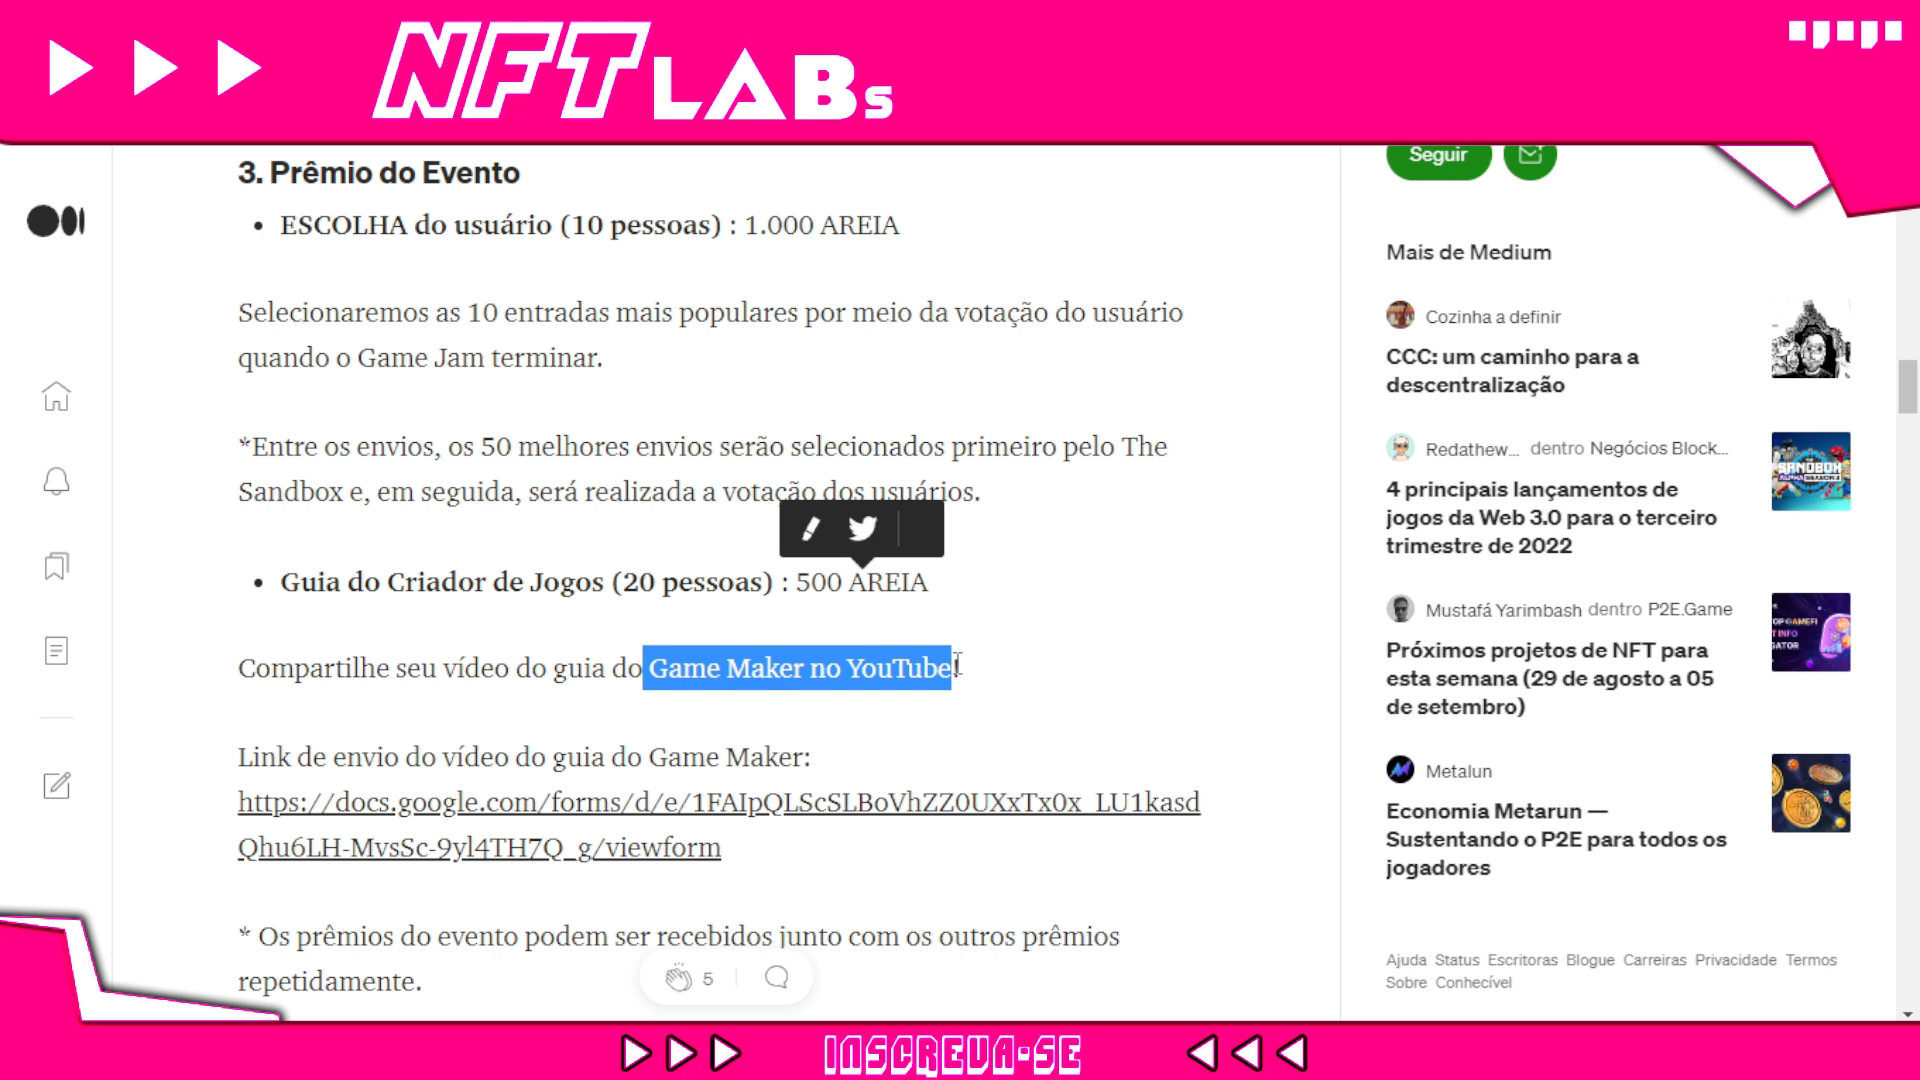 NFT LABs
3. Prêmio do Evento
• ESCOLHA do usuário (10 pessoas) : 1.000 AREIA
Selecionaremos as 10 entradas mais populares por meio da votação do usuário
quando o Game Jam terminar.
*Entre os envios, os 50 melhores envios serão selecionados primeiro pelo The
Sandbox e, em seguida, será realizada a votação dos usuários.
• Guia do Criador de Jogos (20 pessoas) : 500 AREIA
Compartilhe seu vídeo do guia do Game Maker no YouTube!
Link de envio do vídeo do guia do Game Maker:
https://docs.google.com/forms/d/e/1FAIpQLScSLBoVhZZ0UXxTx0x_LU1kasd
Qhu6LH-MvsSc-9yl4TH7Q_g/viewform
* Os prêmios do evento podem ser recebidos junto com os outros prêmios
repetidamente.
5
Seguir
Mais de Medium
Cozinha a definir
CCC: um caminho para a
descentralização
Redathew... dentro Negócios Block...
4 principais lançamentos de
jogos da Web 3.0 para o terceiro
trimestre de 2022
SANDBOX
Mustafá Yarimbash dentro P2E.Game
Próximos projetos de NFT para
esta semana (29 de agosto a 05
de setembro)
Metalun
Economia Metarun —
Sustentando o P2E para todos os
jogadores
Ajuda Status Escritoras Blogue Carreiras Privacidade Termos
Sobre Conhecível
INSCREVA-SE